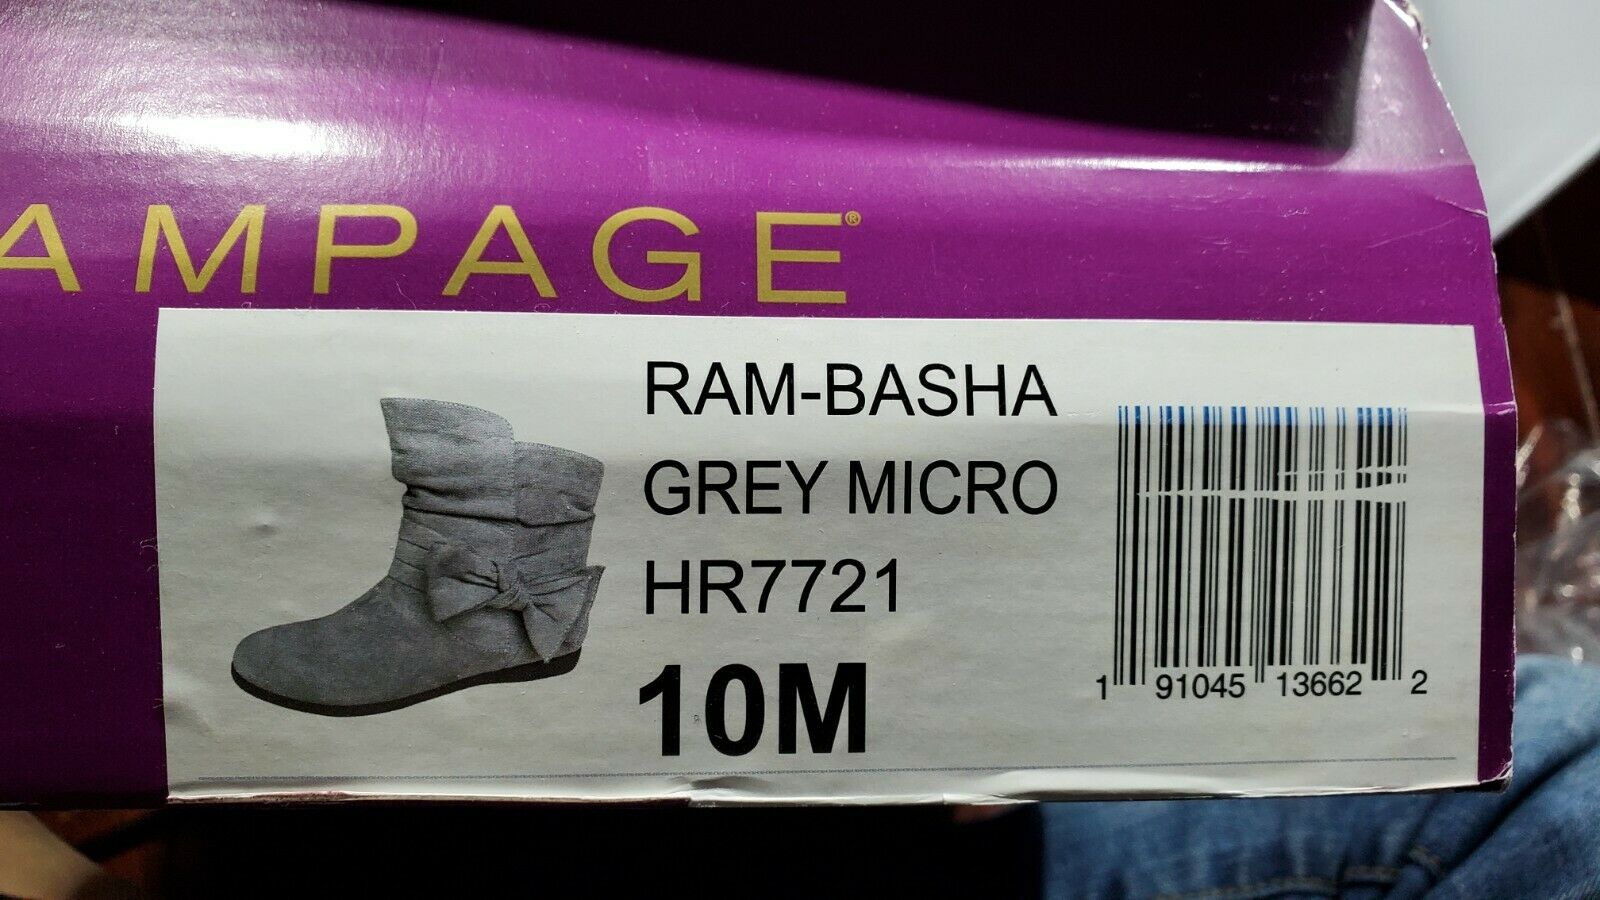 AMPAGE®
RAM-BASHA
GREY MICRO
HR7721
10M
1 91045 13662 2